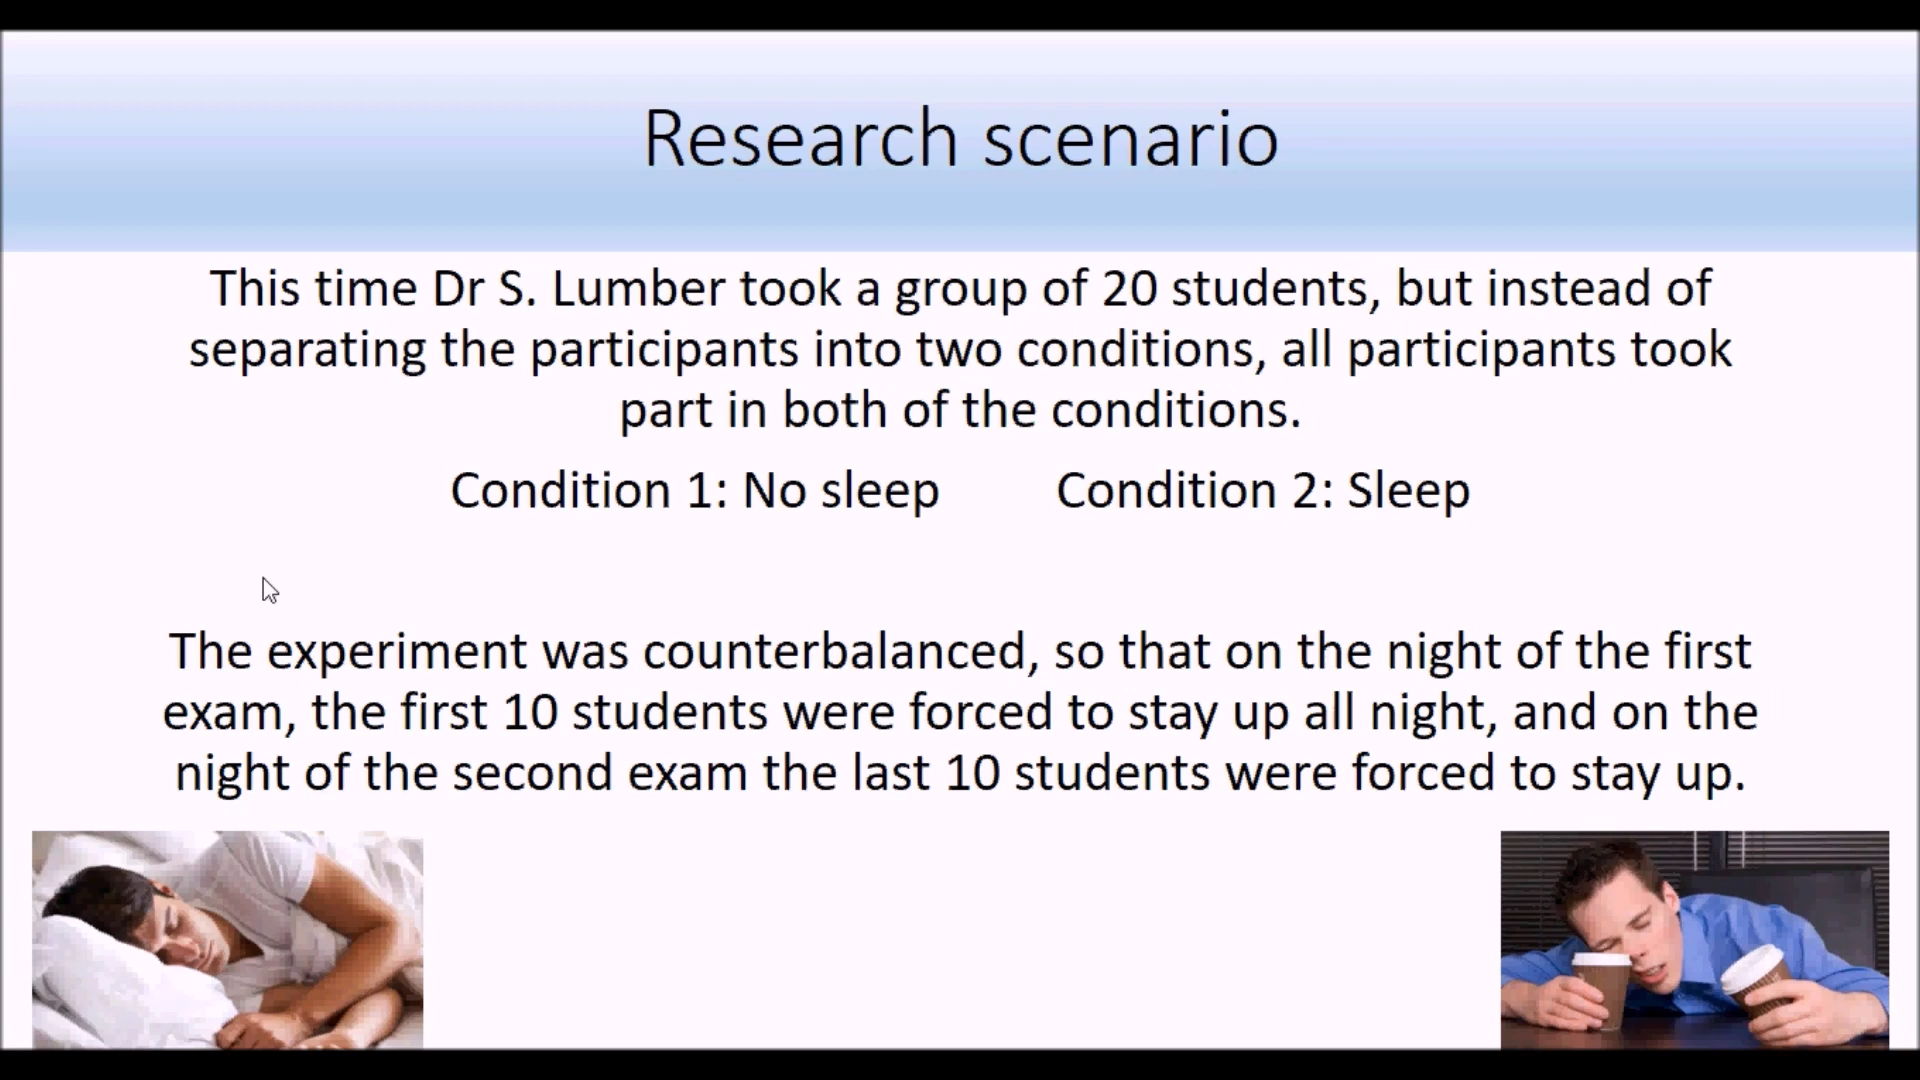 Research scenario
This time Dr S. Lumber took a group of 20 students, but instead of
separating the participants into two conditions, all participants took
part in both of the conditions.
Condition 1: No sleep Condition 2: Sleep
The experiment was counterbalanced, so that on the night of the first
exam, the first 10 students were forced to stay up all night, and on the
night of the second exam the last 10 students were forced to stay up.